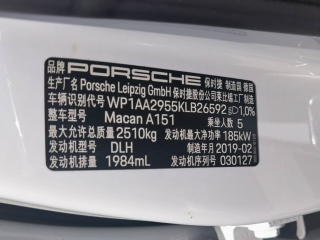 品牌 PORSCHE 保时捷 制造国 德国
生产厂名 Porsche Leipzig GmbH 保时捷股份公司莱比锡工厂制造
车辆识别代号 WP1AA2955KLB26592 1,0%
整车型号 Macan A151 乘坐人数 5
最大允许总质量 2510kg 发动机最大净功率 185kW
发动机型号 DLH 制造年月 2019-02
发动机排量 1984mL 发动机序列号 030127